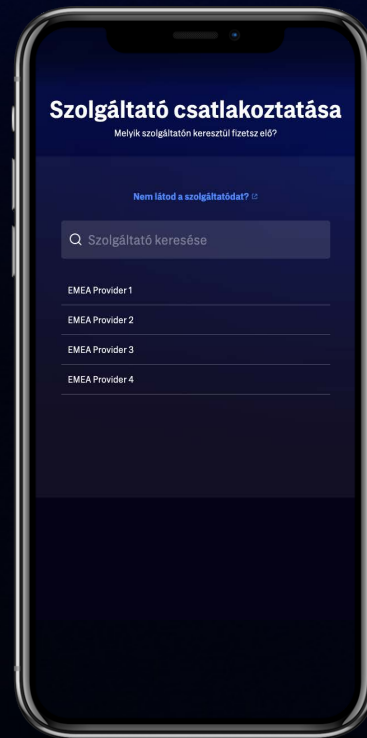 Szolgáltató csatlakoztatása
Melyik szolgáltatón keresztül fizetsz elő?
Nem látod a szolgáltatódat?
Szolgáltató keresése
EMEA Provider 1
EMEA Provider 2
EMEA Provider 3
EMEA Provider 4